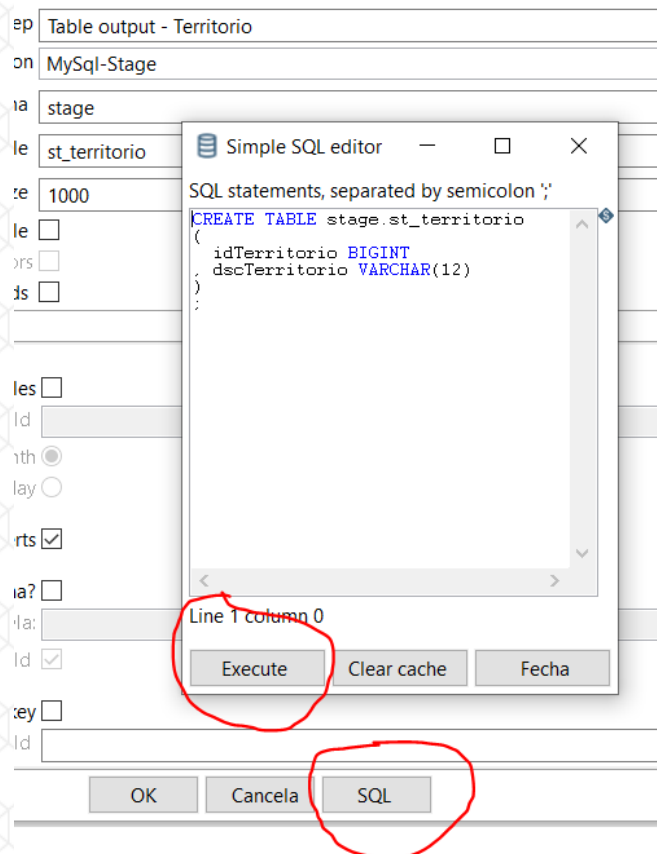 ep Table output - Territorio
on MySql-Stage
na stage
le st_territorio
ze 1000
le
ors
ds
Simple SQL editor
SQL statements, separated by semicolon ';'
CREATE TABLE stage.st_territorio
(
idTerritorio BIGINT
, dscTerritorio VARCHAR(12)
)
;
les
ld
nth
lay
rts
na?
ela:
ld
Line 1 column 0
Execute Clear cache Fecha
key
ld
OK Cancela SQL